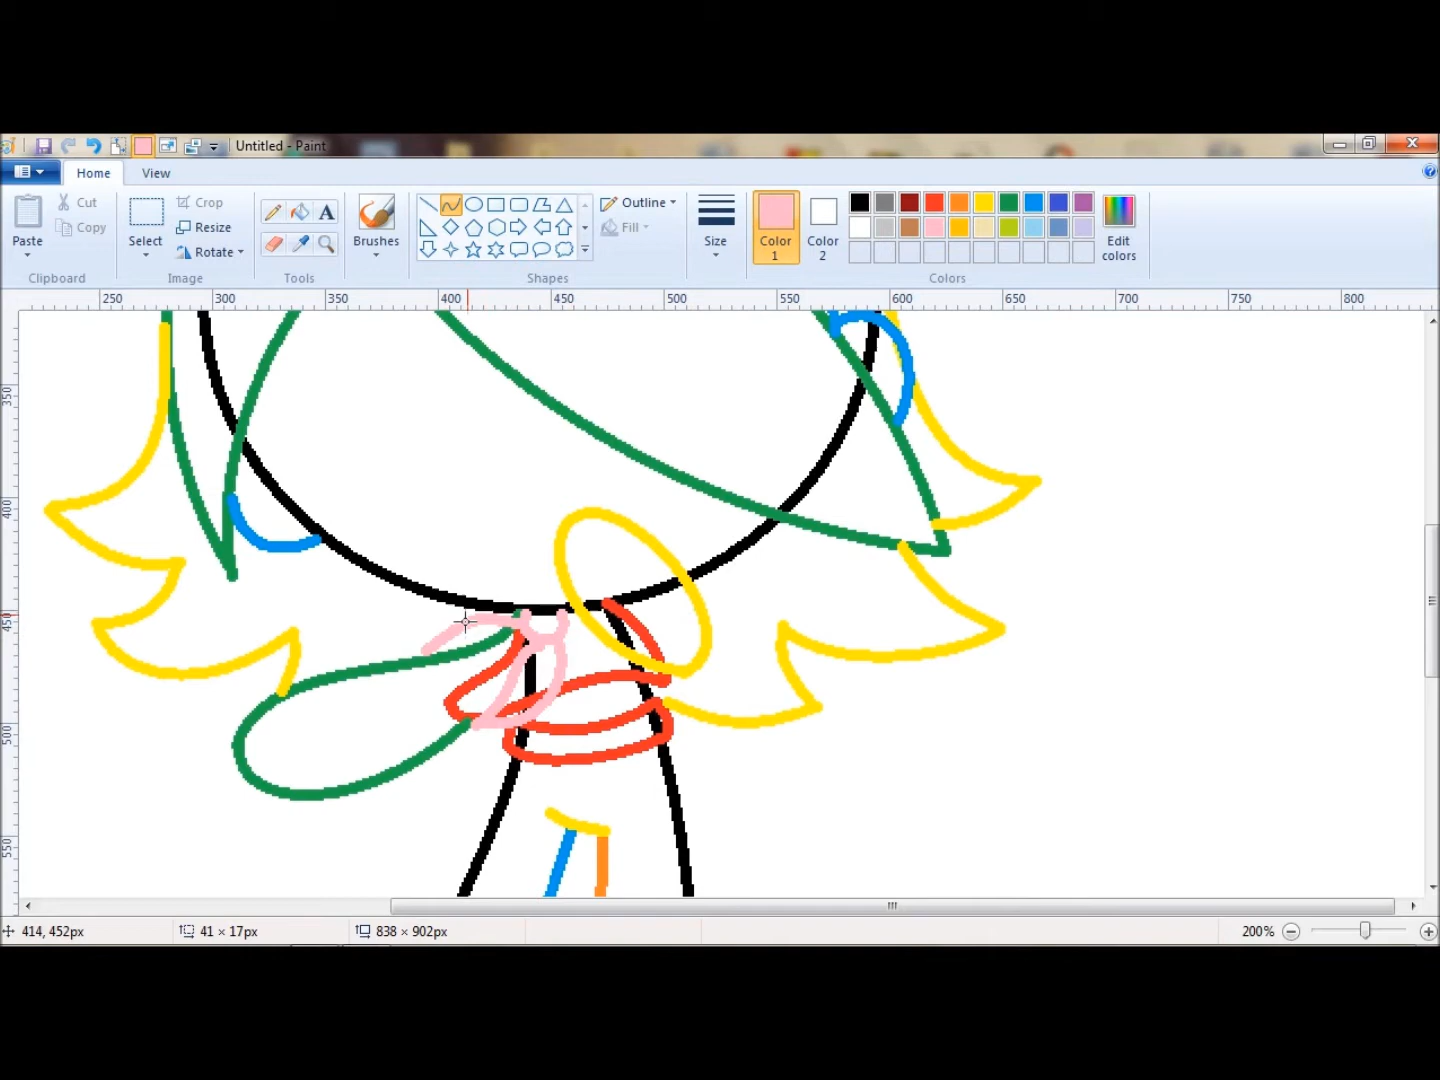 Untitled - Paint
Home View
Paste
Cut
Copy
Clipboard
Select
Crop
Resize
Rotate
Image
A
Tools
Brushes
Shapes
Outline
Fill
Size
Color 1
Color 2
Colors
Edit colors
250 300 350 400 450 500 550 600 650 700 750 800
350
400
450
500
550
414, 452px 41 × 17px 838 × 902px 200%